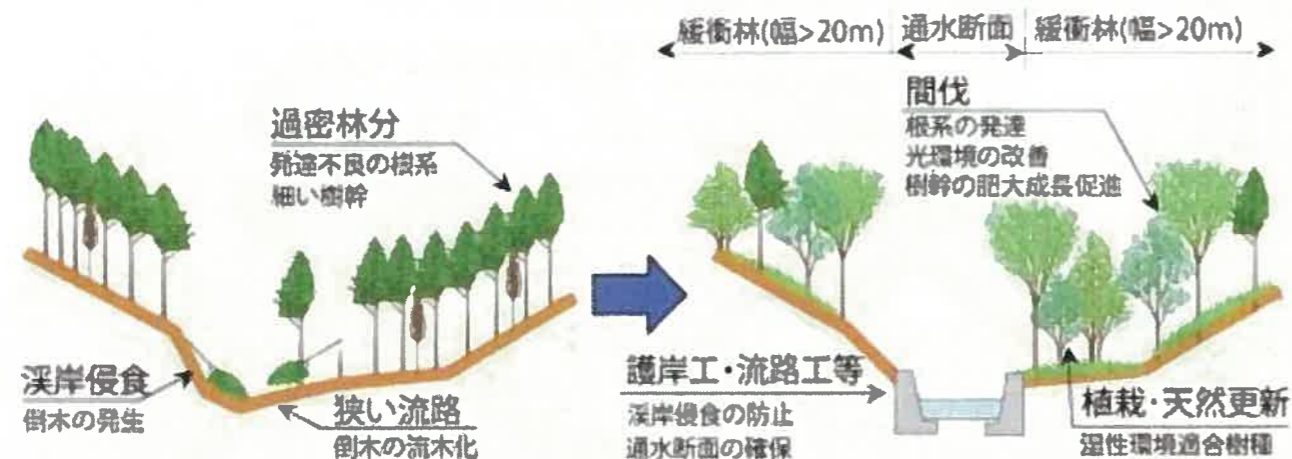 緩衝林(幅>20m)
通水断面
緩衝林(幅>20m)
過密林分
発達不良の根系
細い樹幹
間伐
根系の発達
光環境の改善
樹幹の肥大成長促進
渓岸侵食
倒木の発生
狭い流路
倒木の流木化
護岸工・流路工等
渓岸侵食の防止
通水断面の確保
植栽・天然更新
湿性環境適合樹種